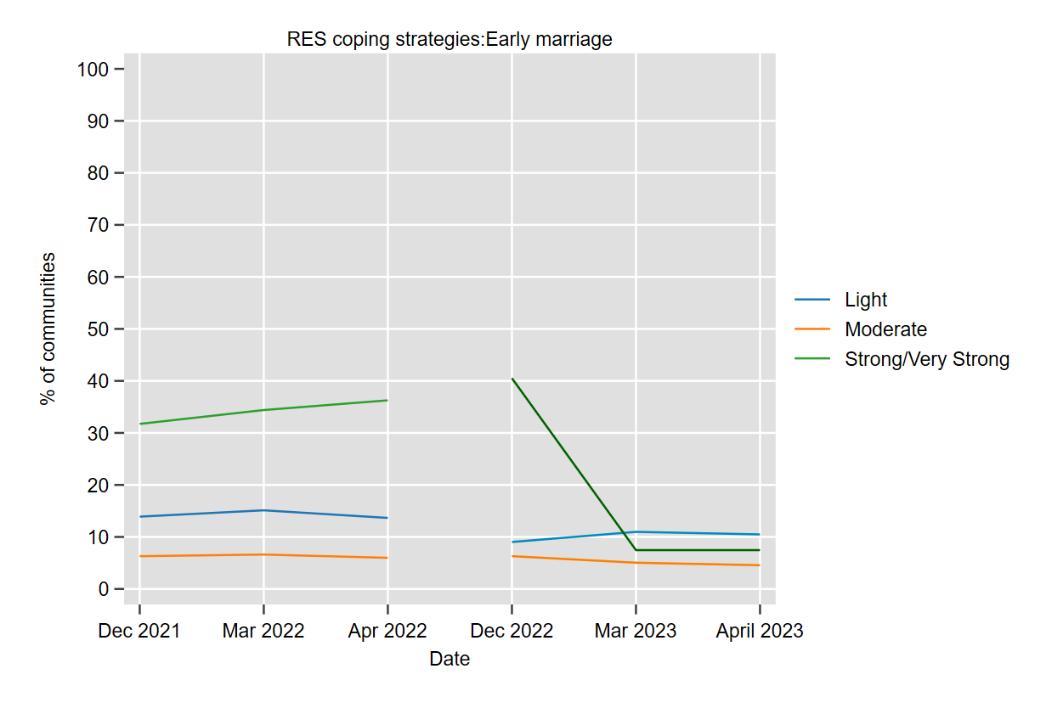 RES coping strategies:Early marriage
100
90
80
70
60
50
40
30
20
10
0
% of communities
Dec 2021 Mar 2022 Apr 2022 Dec 2022 Mar 2023 April 2023
Date
Light
Moderate
Strong/Very Strong